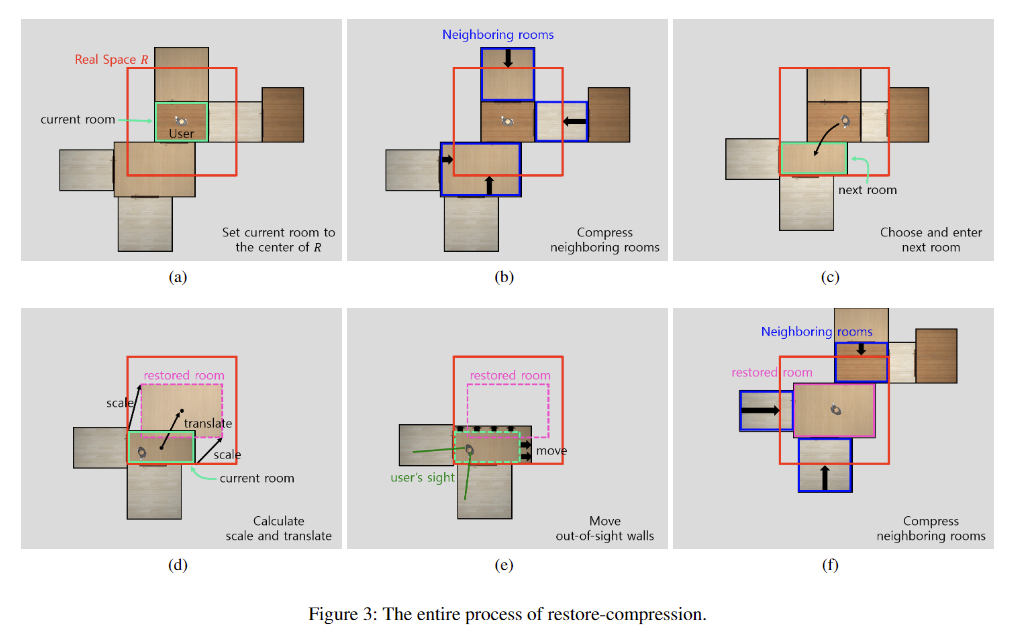 Real Space R
current room
User
Set current room to
the center of R
(a)
Neighboring rooms
Compress
neighboring rooms
(b)
next room
Choose and enter
next room
(c)
restored room
scale
translate
scale
current room
Calculate
scale and translate
(d)
restored room
move
user's sight
Move
out-of-sight walls
(e)
Neighboring rooms
restored room
Compress
neighboring rooms
(f)
Figure 3: The entire process of restore-compression.